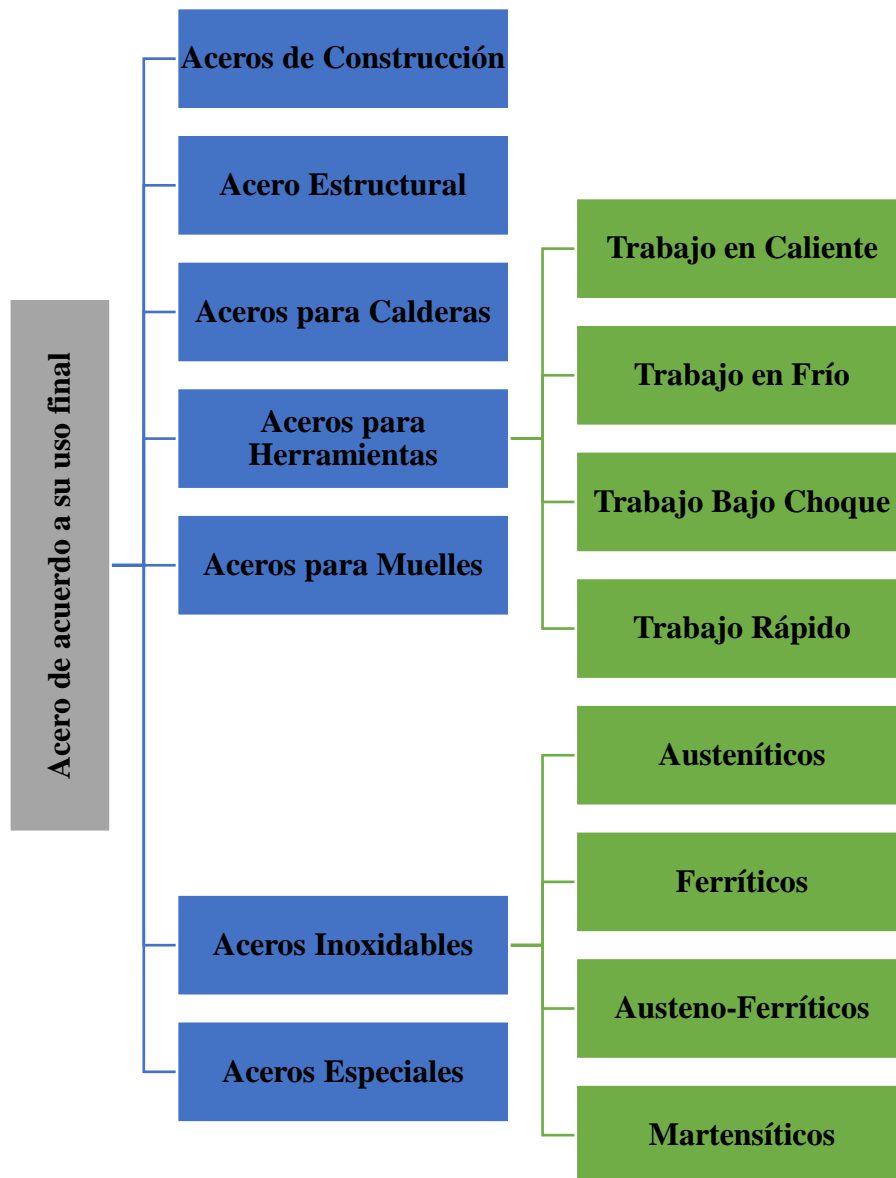 Acero de acuerdo a su uso final
Aceros de Construcción
Acero Estructural
Aceros para Calderas
Aceros para
Herramientas
Trabajo en Caliente
Trabajo en Frío
Trabajo Bajo Choque
Trabajo Rápido
Aceros para Muelles
Aceros Inoxidables
Austeníticos
Ferríticos
Austeno-Ferríticos
Martensíticos
Aceros Especiales